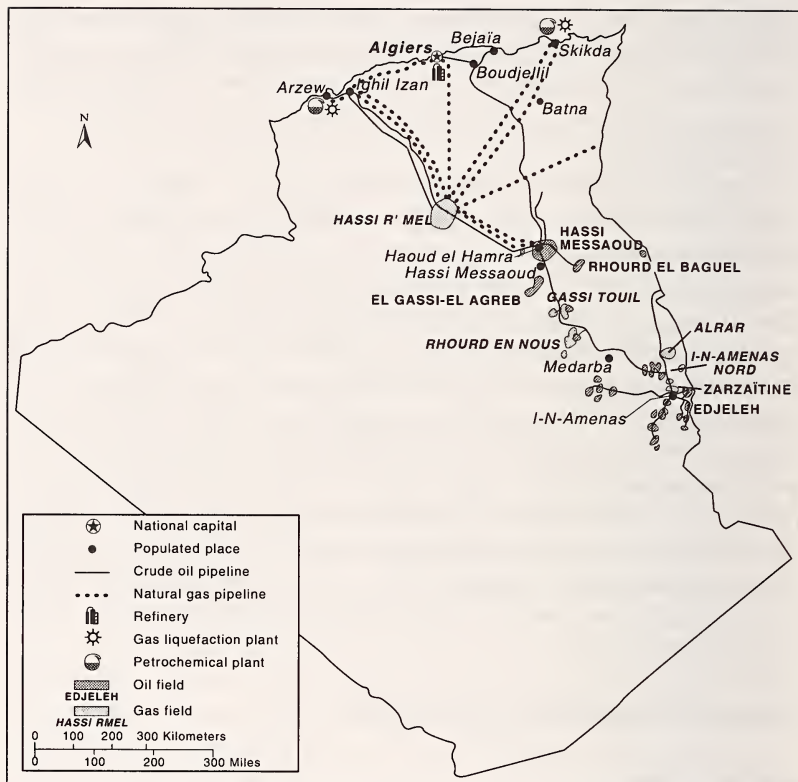 Skikda
Bejaïa
Algiers
Boudjellil
Arzew
Ighil Izan
Batna
N
HASSI R' MEL
HASSI
MESSAOUD
Haoud el Hamra
Hassi Messaoud
RHOURD EL BAGUEL
EL GASSI-EL AGREB
GASSI TOUIL
ALRAR
RHOURD EN NOUS
I-N-AMENAS
NORD
Medarba
ZARZAÏTINE
EDJELEH
I-N-Amenas
National capital
Populated place
Crude oil pipeline
Natural gas pipeline
Refinery
Gas liquefaction plant
Petrochemical plant
Oil field
EDJELEH
Gas field
HASSI RMEL
0 100 200 300 Kilometers
0 100 200 300 Miles